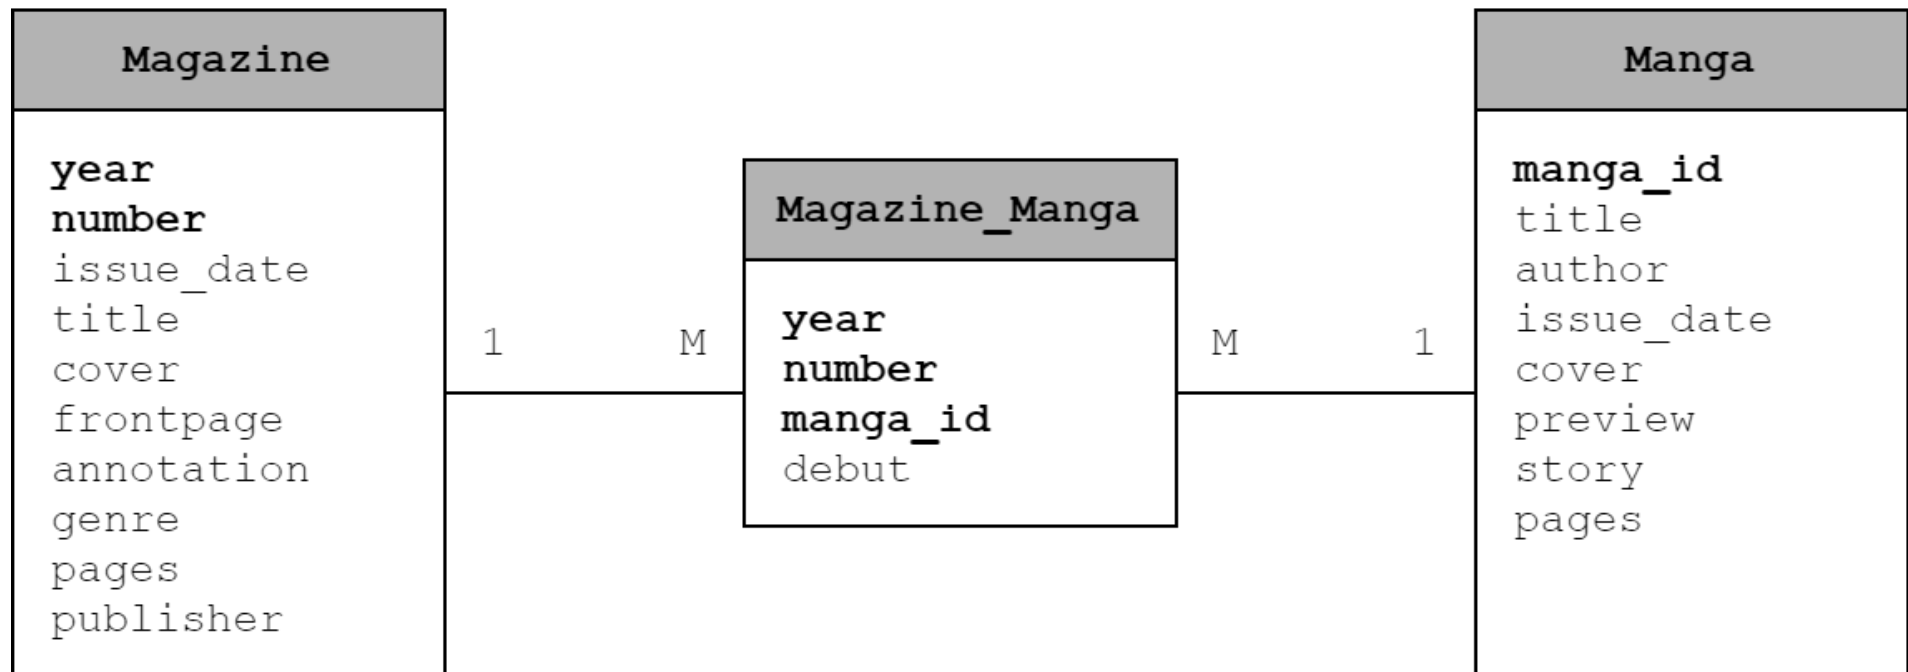 Magazine
year
number
issue_date
title
cover
frontpage
annotation
genre
pages
publisher
1 M
Magazine_Manga
year
number
manga_id
debut
M 1
Manga
manga_id
title
author
issue_date
cover
preview
story
pages